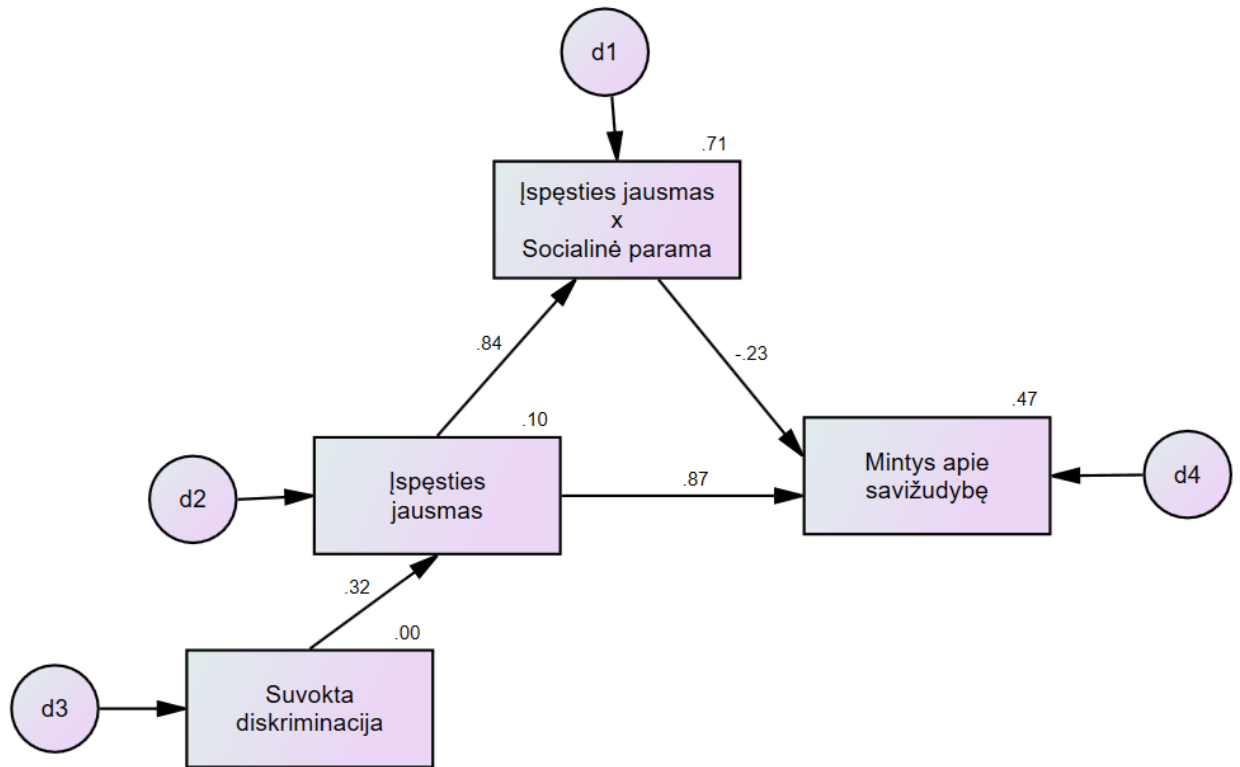 d1
.71
Įspęsties jausmas
x
Socialinė parama
.84
-.23
.10
.47
Įspęsties
jausmas
.87
Mintys apie
savižudybę
d2
d4
.32
.00
Suvokta
diskriminacija
d3